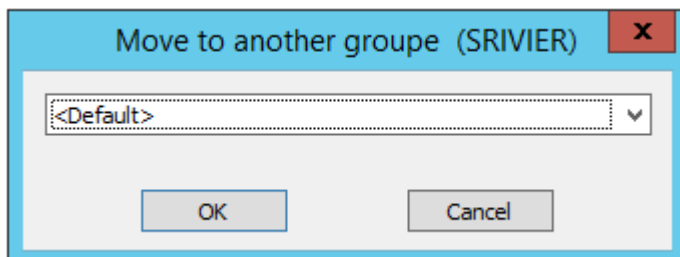 Move to another groupe (SRIVIER)
x
<Default>
OK
Cancel